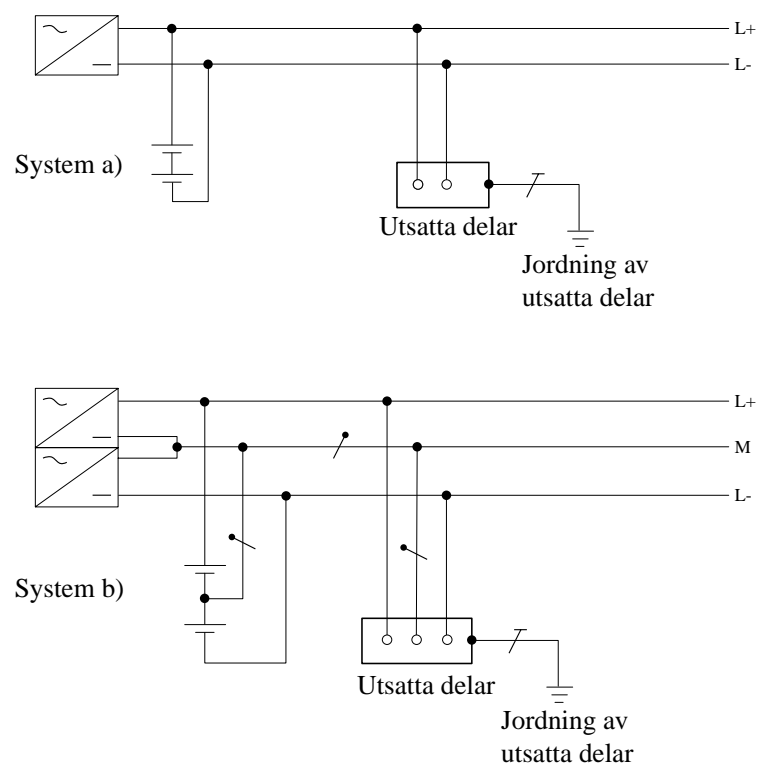 L+
L-
System a)
Utsatta delar
Jordning av
utsatta delar
L+
M
L-
System b)
Utsatta delar
Jordning av
utsatta delar